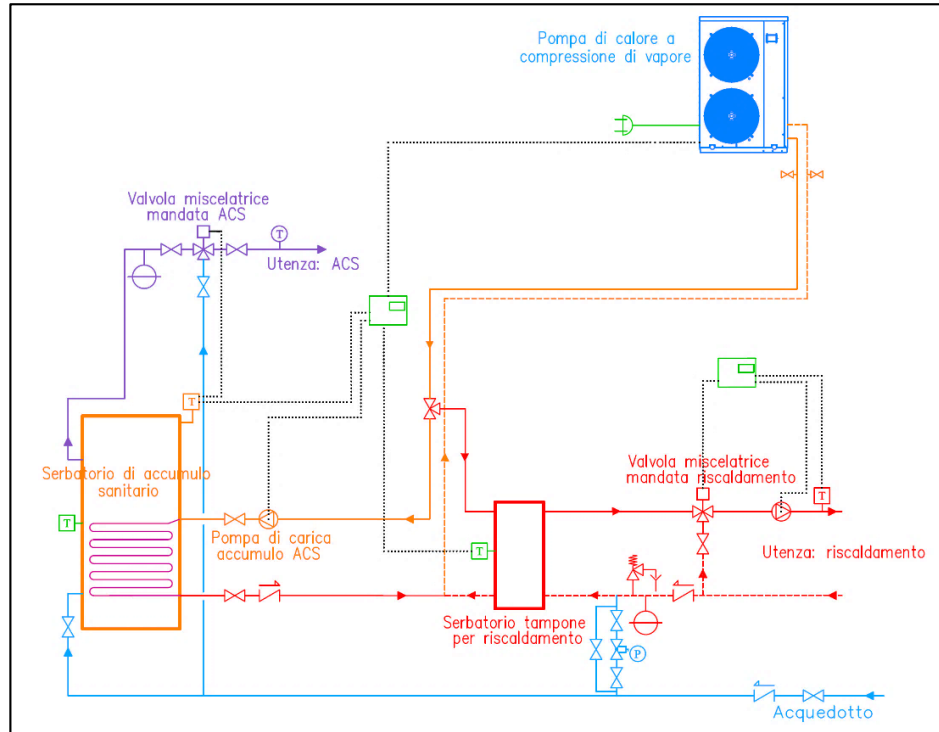 Pompa di calore a
compressione di vapore
Valvola miscelatrice
mandata ACS
T
Utenza: ACS
T
Serbatorio di accumulo
sanitario
T
Pompa di carica
accumulo ACS
Valvola miscelatrice
mandata riscaldamento
T
Utenza: riscaldamento
T
Serbatorio tampone
per riscaldamento
P
Acquedotto